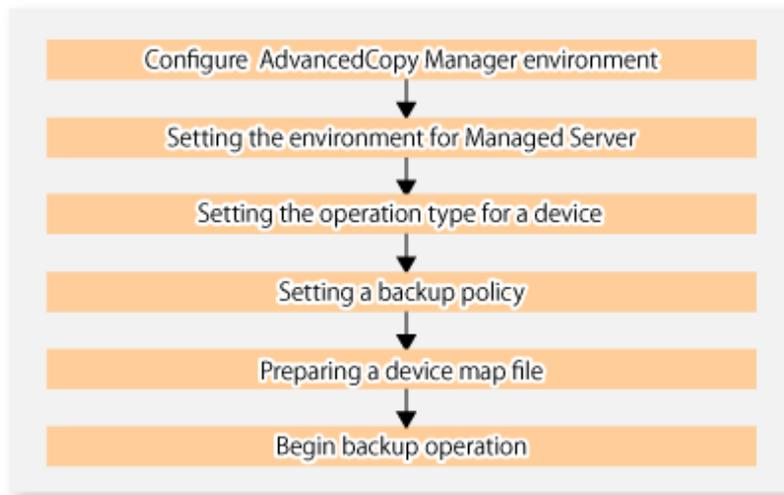 Configure AdvancedCopy Manager environment
Setting the environment for Managed Server
Setting the operation type for a device
Setting a backup policy
Preparing a device map file
Begin backup operation